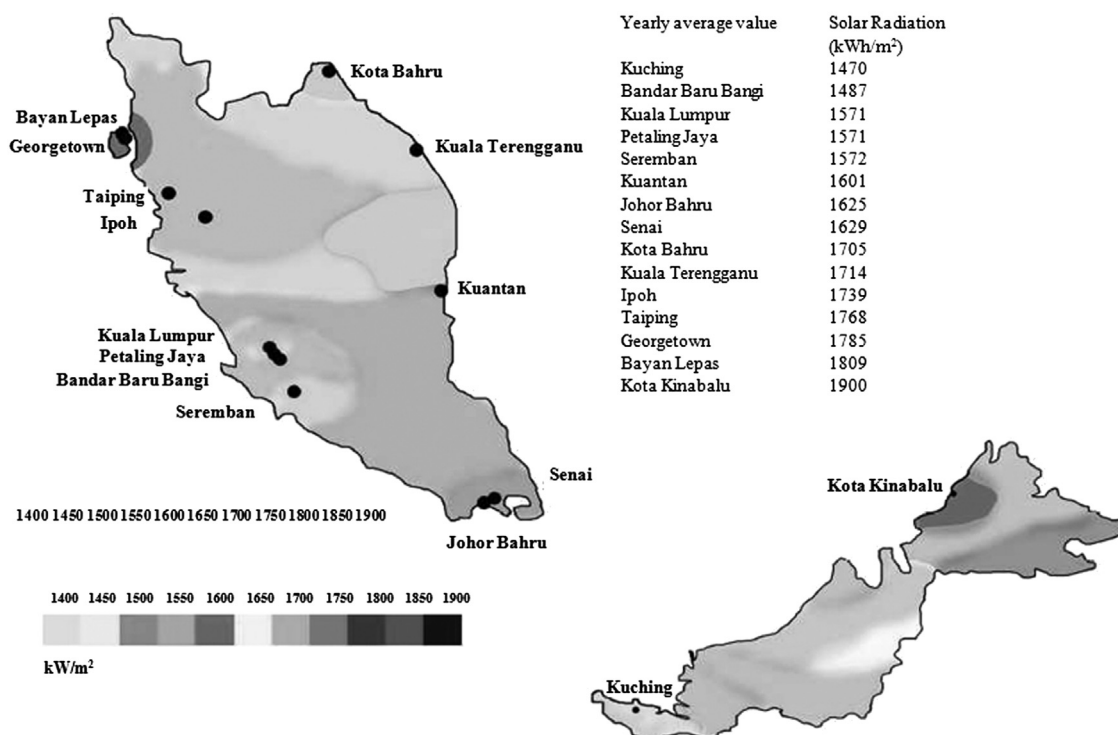 Kota Bahru
Bayan Lepas
Georgetown
Kuala Terengganu
Taiping
Ipoh
Kuantan
Kuala Lumpur
Petaling Jaya
Bandar Baru Bangi
Seremban
Senai
1400 1450 1500 1550 1600 1650 1700 1750 1800 1850 1900
Johor Bahru
1400 1450 1500 1550 1600 1650 1700 1750 1800 1850 1900
kW/m²
Yearly average value Solar Radiation
(kWh/m²)
Kuching 1470
Bandar Baru Bangi 1487
Kuala Lumpur 1571
Petaling Jaya 1571
Seremban 1572
Kuantan 1601
Johor Bahru 1625
Senai 1629
Kota Bahru 1705
Kuala Terengganu 1714
Ipoh 1739
Taiping 1768
Georgetown 1785
Bayan Lepas 1809
Kota Kinabalu 1900
Kota Kinabalu
Kuching